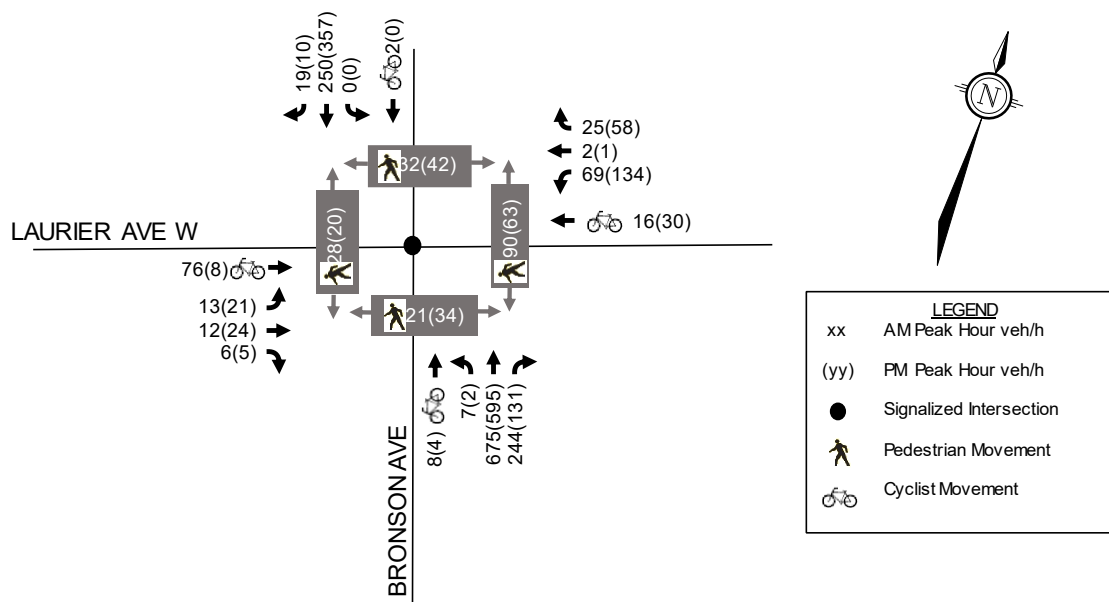 19(10)
250(357)
0(0)
2(0)
25(58)
2(1)
69(134)
32(42)
28(20)
90(63)
16(30)
LAURIER AVE W
76(8)
13(21)
12(24)
6(5)
21(34)
8(4)
7(2)
675(595)
244(131)
BRONSON AVE
N
LEGEND
xx AM Peak Hour veh/h
(yy) PM Peak Hour veh/h
Signalized Intersection
Pedestrian Movement
Cyclist Movement